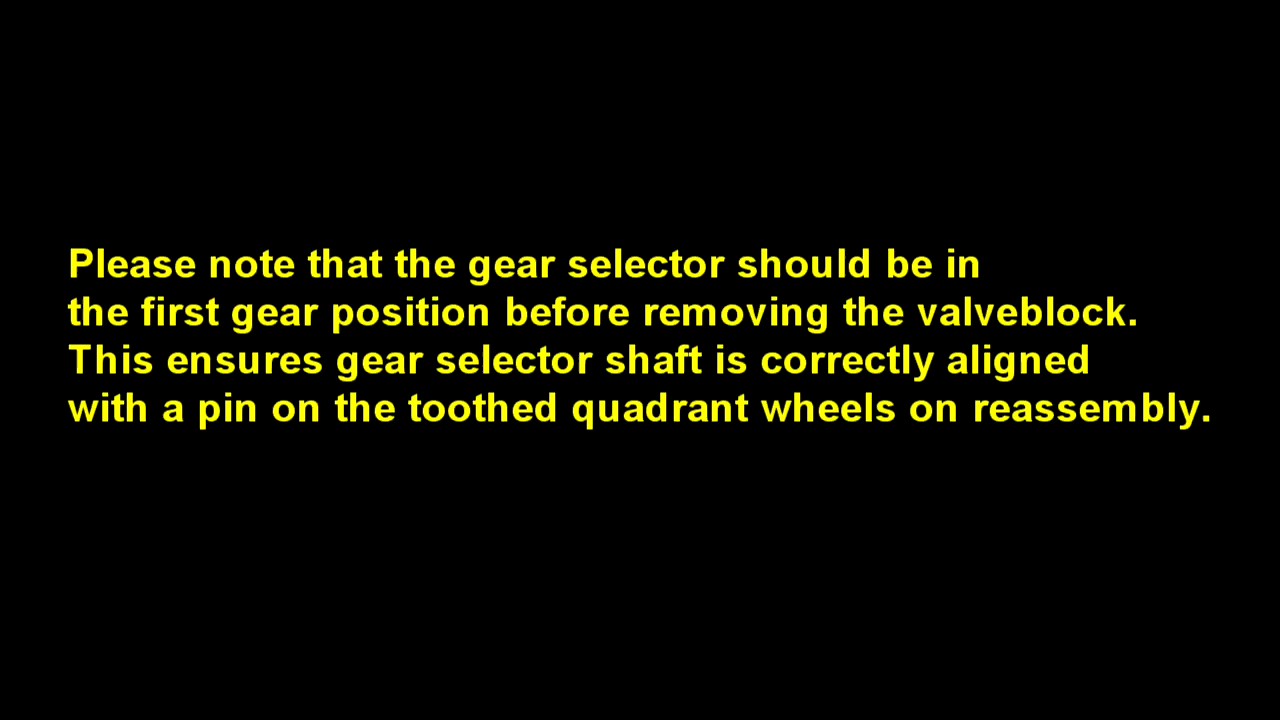 Please note that the gear selector should be in
the first gear position before removing the valveblock.
This ensures gear selector shaft is correctly aligned
with a pin on the toothed quadrant wheels on reassembly.